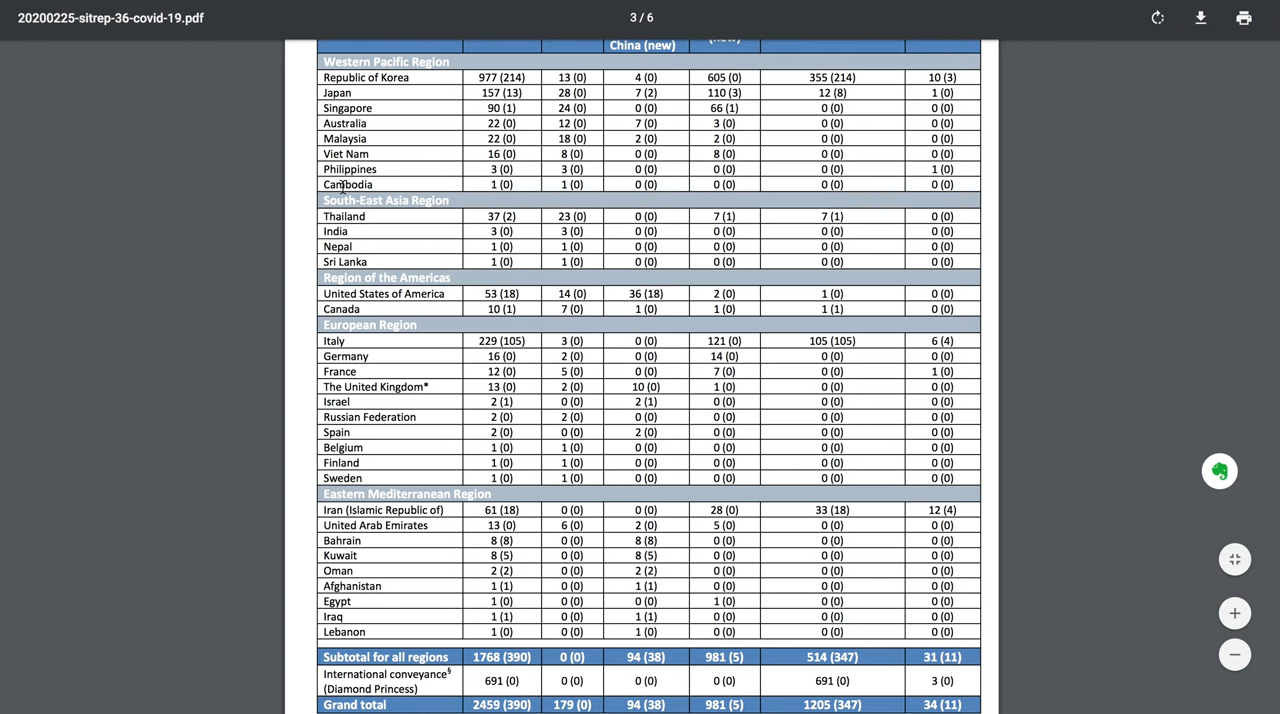 20200225-sitrep-36-covid-19.pdf 3 / 6
China (new)
Western Pacific Region
Republic of Korea 977 (214) 13 (0) 4 (0) 605 (0) 355 (214) 10 (3)
Japan 157 (13) 28 (0) 7 (2) 110 (3) 12 (8) 1 (0)
Singapore 90 (1) 24 (0) 0 (0) 66 (1) 0 (0) 0 (0)
Australia 22 (0) 12 (0) 7 (0) 3 (0) 0 (0) 0 (0)
Malaysia 22 (0) 18 (0) 2 (0) 2 (0) 0 (0) 0 (0)
Viet Nam 16 (0) 8 (0) 0 (0) 8 (0) 0 (0) 0 (0)
Philippines 3 (0) 3 (0) 0 (0) 0 (0) 0 (0) 1 (0)
Cambodia 1 (0) 1 (0) 0 (0) 0 (0) 0 (0) 0 (0)
South-East Asia Region
Thailand 37 (2) 23 (0) 0 (0) 7 (1) 7 (1) 0 (0)
India 3 (0) 3 (0) 0 (0) 0 (0) 0 (0) 0 (0)
Nepal 1 (0) 1 (0) 0 (0) 0 (0) 0 (0) 0 (0)
Sri Lanka 1 (0) 1 (0) 0 (0) 0 (0) 0 (0) 0 (0)
Region of the Americas
United States of America 53 (18) 14 (0) 36 (18) 2 (0) 1 (0) 0 (0)
Canada 10 (1) 7 (0) 1 (0) 1 (0) 1 (1) 0 (0)
European Region
Italy 229 (105) 3 (0) 0 (0) 121 (0) 105 (105) 6 (4)
Germany 16 (0) 2 (0) 0 (0) 14 (0) 0 (0) 0 (0)
France 12 (0) 5 (0) 0 (0) 7 (0) 0 (0) 1 (0)
The United Kingdom* 13 (0) 2 (0) 10 (0) 1 (0) 0 (0) 0 (0)
Israel 2 (1) 0 (0) 2 (1) 0 (0) 0 (0) 0 (0)
Russian Federation 2 (0) 2 (0) 0 (0) 0 (0) 0 (0) 0 (0)
Spain 2 (0) 0 (0) 2 (0) 0 (0) 0 (0) 0 (0)
Belgium 1 (0) 1 (0) 0 (0) 0 (0) 0 (0) 0 (0)
Finland 1 (0) 1 (0) 0 (0) 0 (0) 0 (0) 0 (0)
Sweden 1 (0) 1 (0) 0 (0) 0 (0) 0 (0) 0 (0)
Eastern Mediterranean Region
Iran (Islamic Republic of) 61 (18) 0 (0) 0 (0) 28 (0) 33 (18) 12 (4)
United Arab Emirates 13 (0) 6 (0) 2 (0) 5 (0) 0 (0) 0 (0)
Bahrain 8 (8) 0 (0) 8 (8) 0 (0) 0 (0) 0 (0)
Kuwait 8 (5) 0 (0) 8 (5) 0 (0) 0 (0) 0 (0)
Oman 2 (2) 0 (0) 2 (2) 0 (0) 0 (0) 0 (0)
Afghanistan 1 (1) 0 (0) 1 (1) 0 (0) 0 (0) 0 (0)
Egypt 1 (0) 0 (0) 0 (0) 1 (0) 0 (0) 0 (0)
Iraq 1 (1) 0 (0) 1 (1) 0 (0) 0 (0) 0 (0)
Lebanon 1 (0) 0 (0) 1 (0) 0 (0) 0 (0) 0 (0)
Subtotal for all regions 1768 (390) 0 (0) 94 (38) 981 (5) 514 (347) 31 (11)
International conveyance§
(Diamond Princess) 691 (0) 0 (0) 0 (0) 0 (0) 691 (0) 3 (0)
Grand total 2459 (390) 179 (0) 94 (38) 981 (5) 1205 (347) 34 (11)